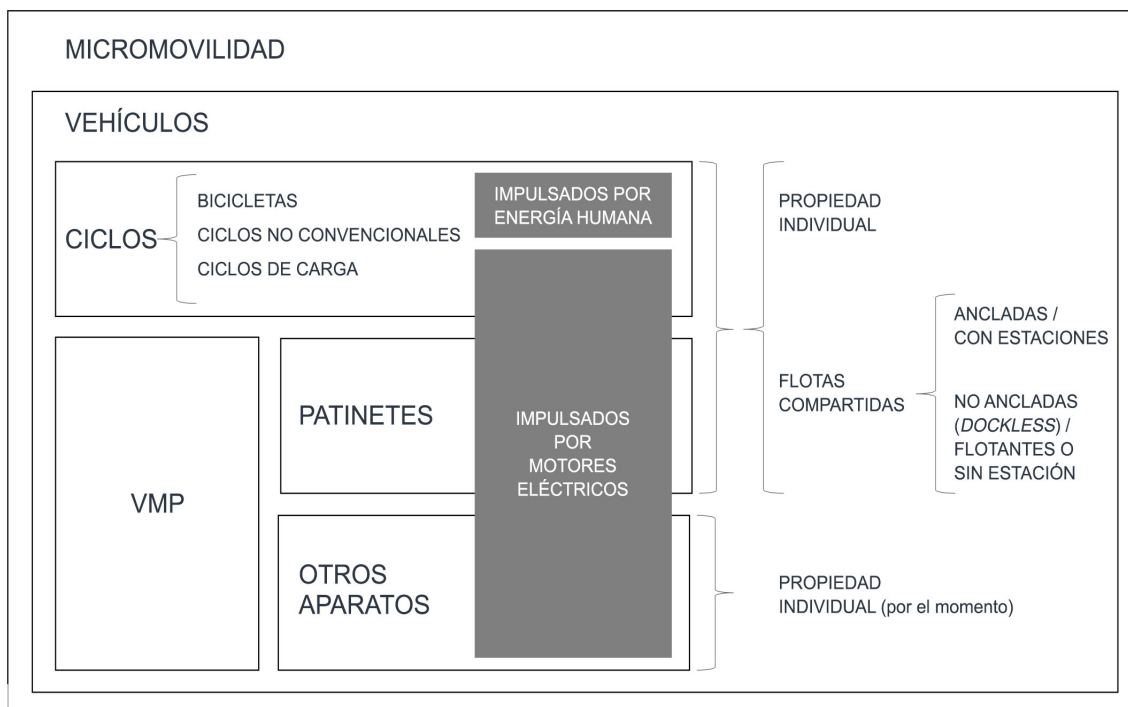 MICROMOVILIDAD
VEHÍCULOS
CICLOS
BICICLETAS
CICLOS NO CONVENCIONALES
CICLOS DE CARGA
IMPULSADOS POR
ENERGÍA HUMANA
VMP
PATINETES
OTROS
APARATOS
IMPULSADOS
POR
MOTORES
ELÉCTRICOS
PROPIEDAD
INDIVIDUAL
FLOTAS
COMPARTIDAS
ANCLADAS /
CON ESTACIONES
NO ANCLADAS
(DOCKLESS) /
FLOTANTES O
SIN ESTACIÓN
PROPIEDAD
INDIVIDUAL (por el momento)